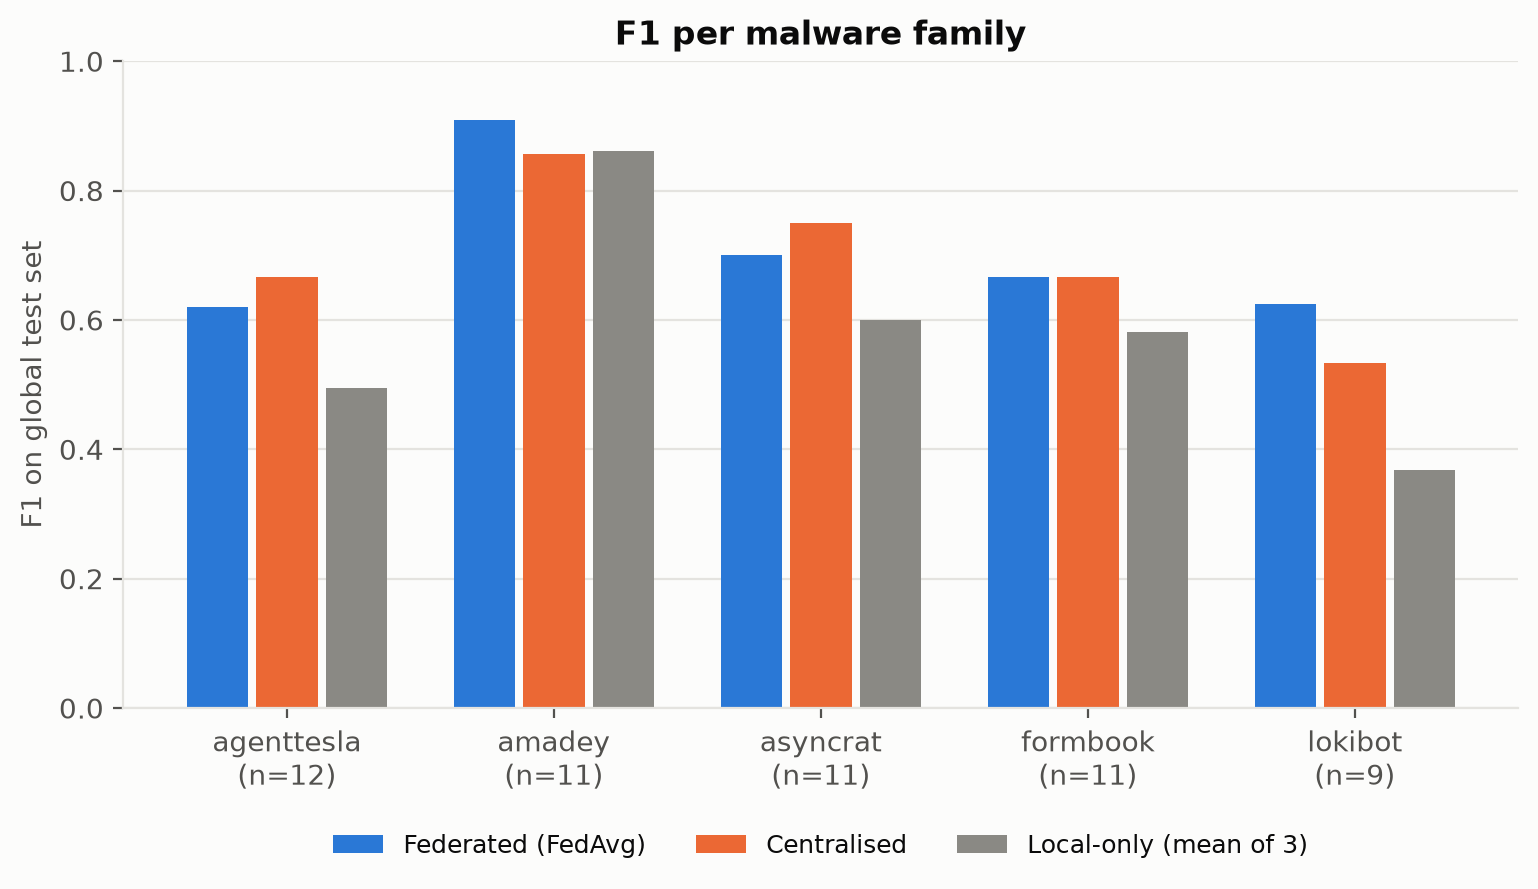 F1 per malware family
F1 on global test set
1.0
0.8
0.6
0.4
0.2
0.0
agenttesla
(n=12)
amadey
(n=11)
asyncrat
(n=11)
formbook
(n=11)
lokibot
(n=9)
Federated (FedAvg)
Centralised
Local-only (mean of 3)